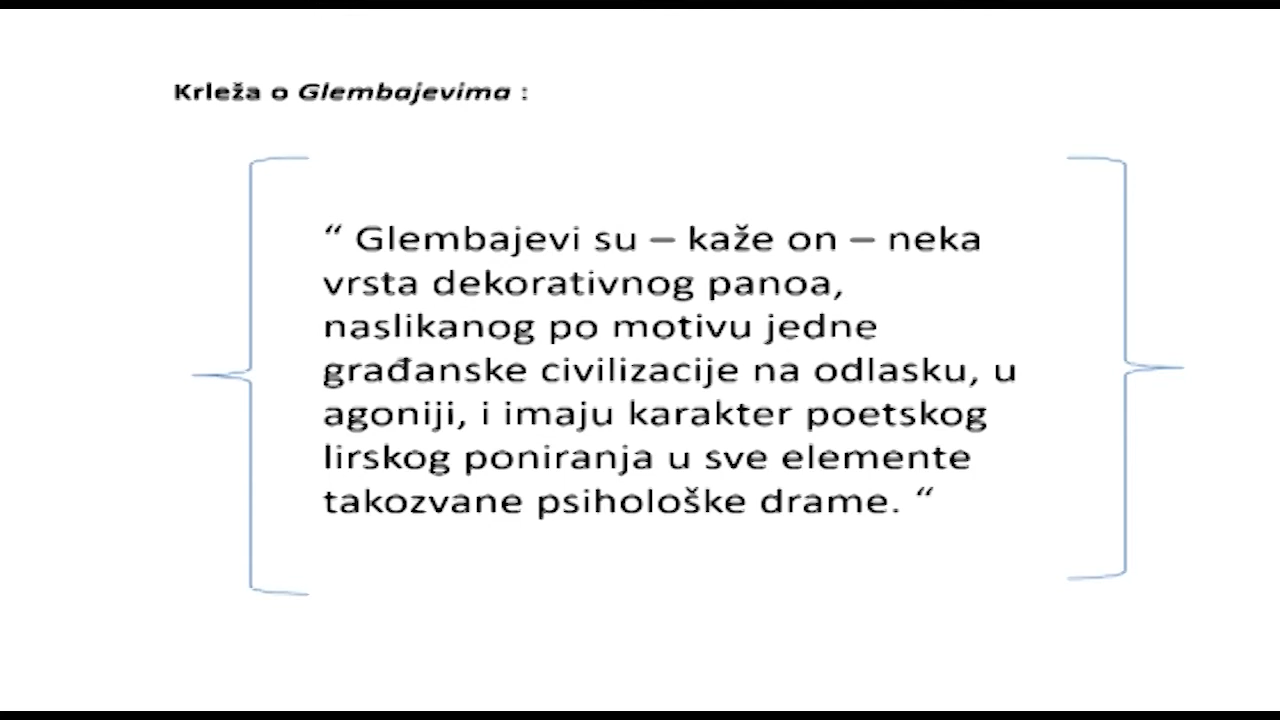 Krleža o Glembajevima :
“ Glembajevi su – kaže on – neka
vrsta dekorativnog panoa,
naslikanog po motivu jedne
građanske civilizacije na odlasku, u
agoniji, i imaju karakter poetskog
lirskog poniranja u sve elemente
takozvane psihološke drame. “